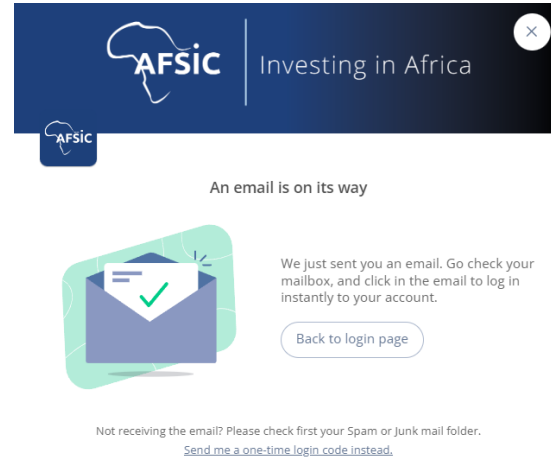 AFSIC
Investing in Africa
AFSIC
An email is on its way
We just sent you an email. Go check your
mailbox, and click in the email to log in
instantly to your account.
Back to login page
Not receiving the email? Please check first your Spam or Junk mail folder.
Send me a one-time login code instead.